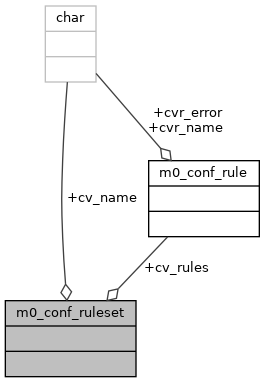 char
+cvr_error
+cvr_name
m0_conf_rule
+cv_name
+cv_rules
m0_conf_ruleset